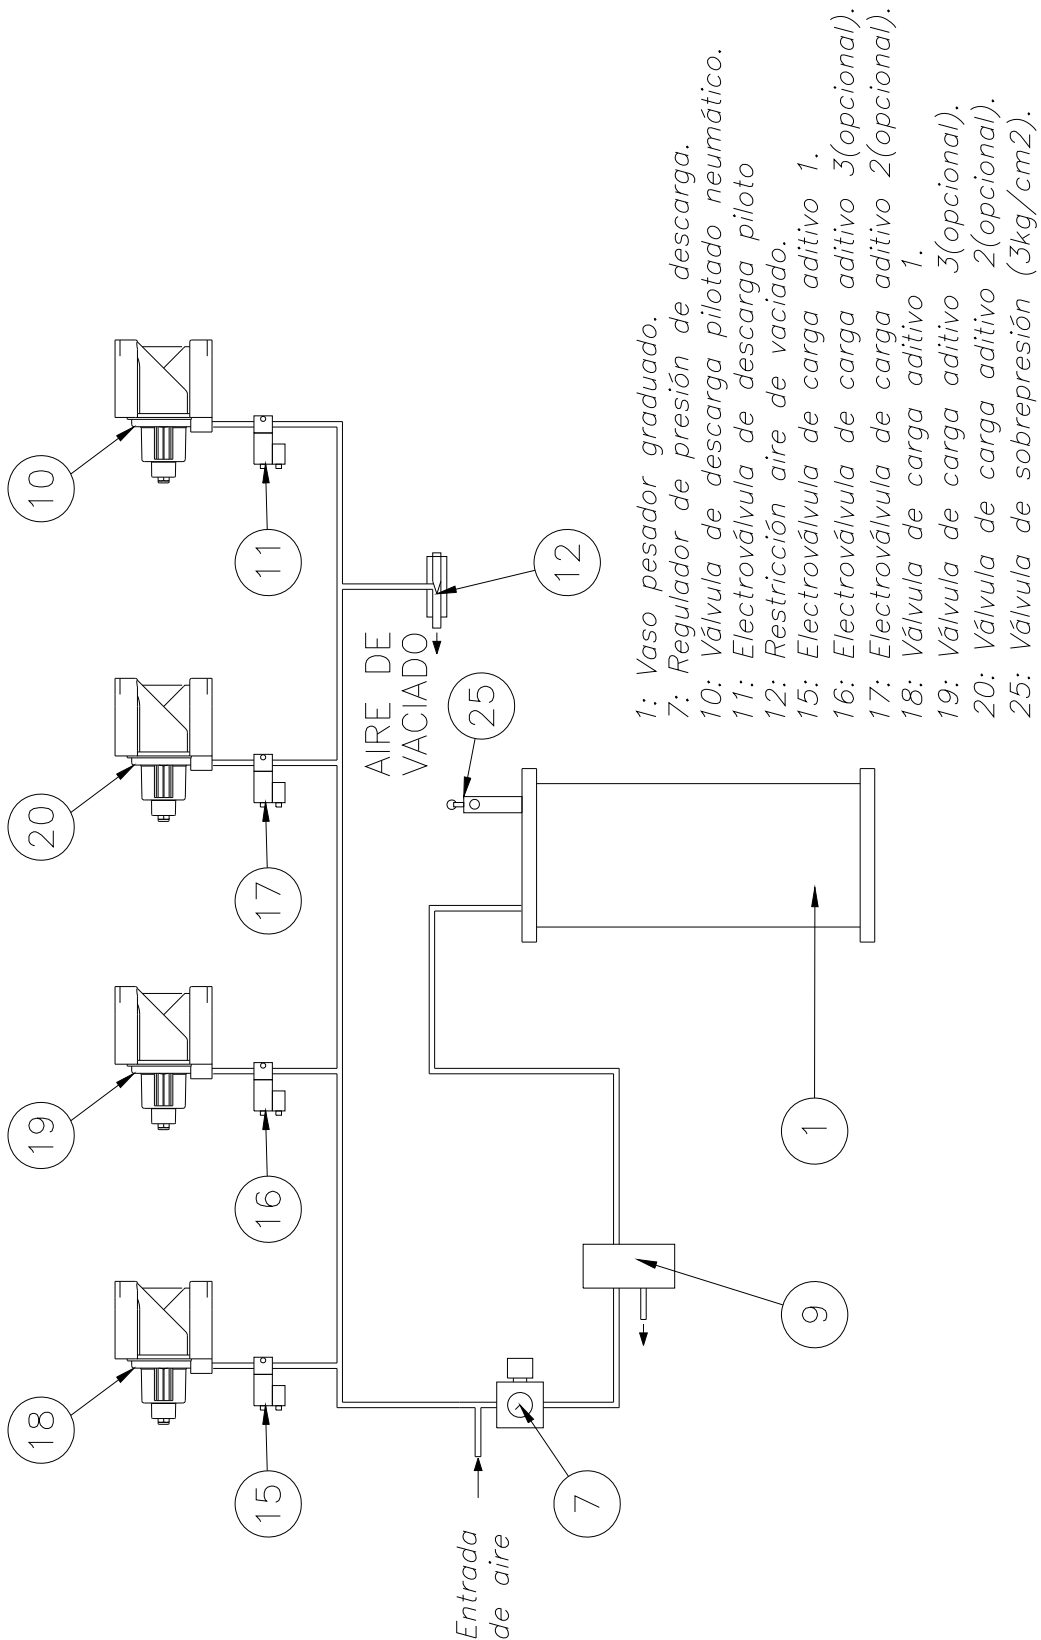 18
19
20
10
15
16
17
11
12
AIRE DE
VACIADO
25
Entrada
de aire
7
9
1
1: Vaso pesador graduado.
7: Regulador de presión de descarga.
10: Válvula de descarga pilotado neumático.
11: Electroválvula de descarga piloto
12: Restricción aire de vaciado.
15: Electroválvula de carga aditivo 1.
16: Electroválvula de carga aditivo 3(opcional).
17: Electroválvula de carga aditivo 2(opcional).
18: Válvula de carga aditivo 1.
19: Válvula de carga aditivo 3(opcional).
20: Válvula de carga aditivo 2(opcional).
25: Válvula de sobrepresión (3kg/cm2).